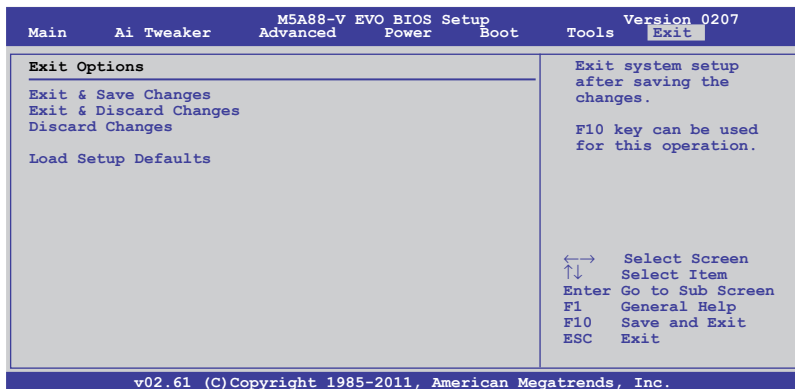 M5A88-V EVO BIOS Setup Version 0207
Main Ai Tweaker Advanced Power Boot Tools Exit
Exit Options
Exit & Save Changes
Exit & Discard Changes
Discard Changes
Load Setup Defaults
Exit system setup
after saving the
changes.
F10 key can be used
for this operation.
←→ Select Screen
↑↓ Select Item
Enter Go to Sub Screen
F1 General Help
F10 Save and Exit
ESC Exit
v02.61 (C)Copyright 1985-2011, American Megatrends, Inc.